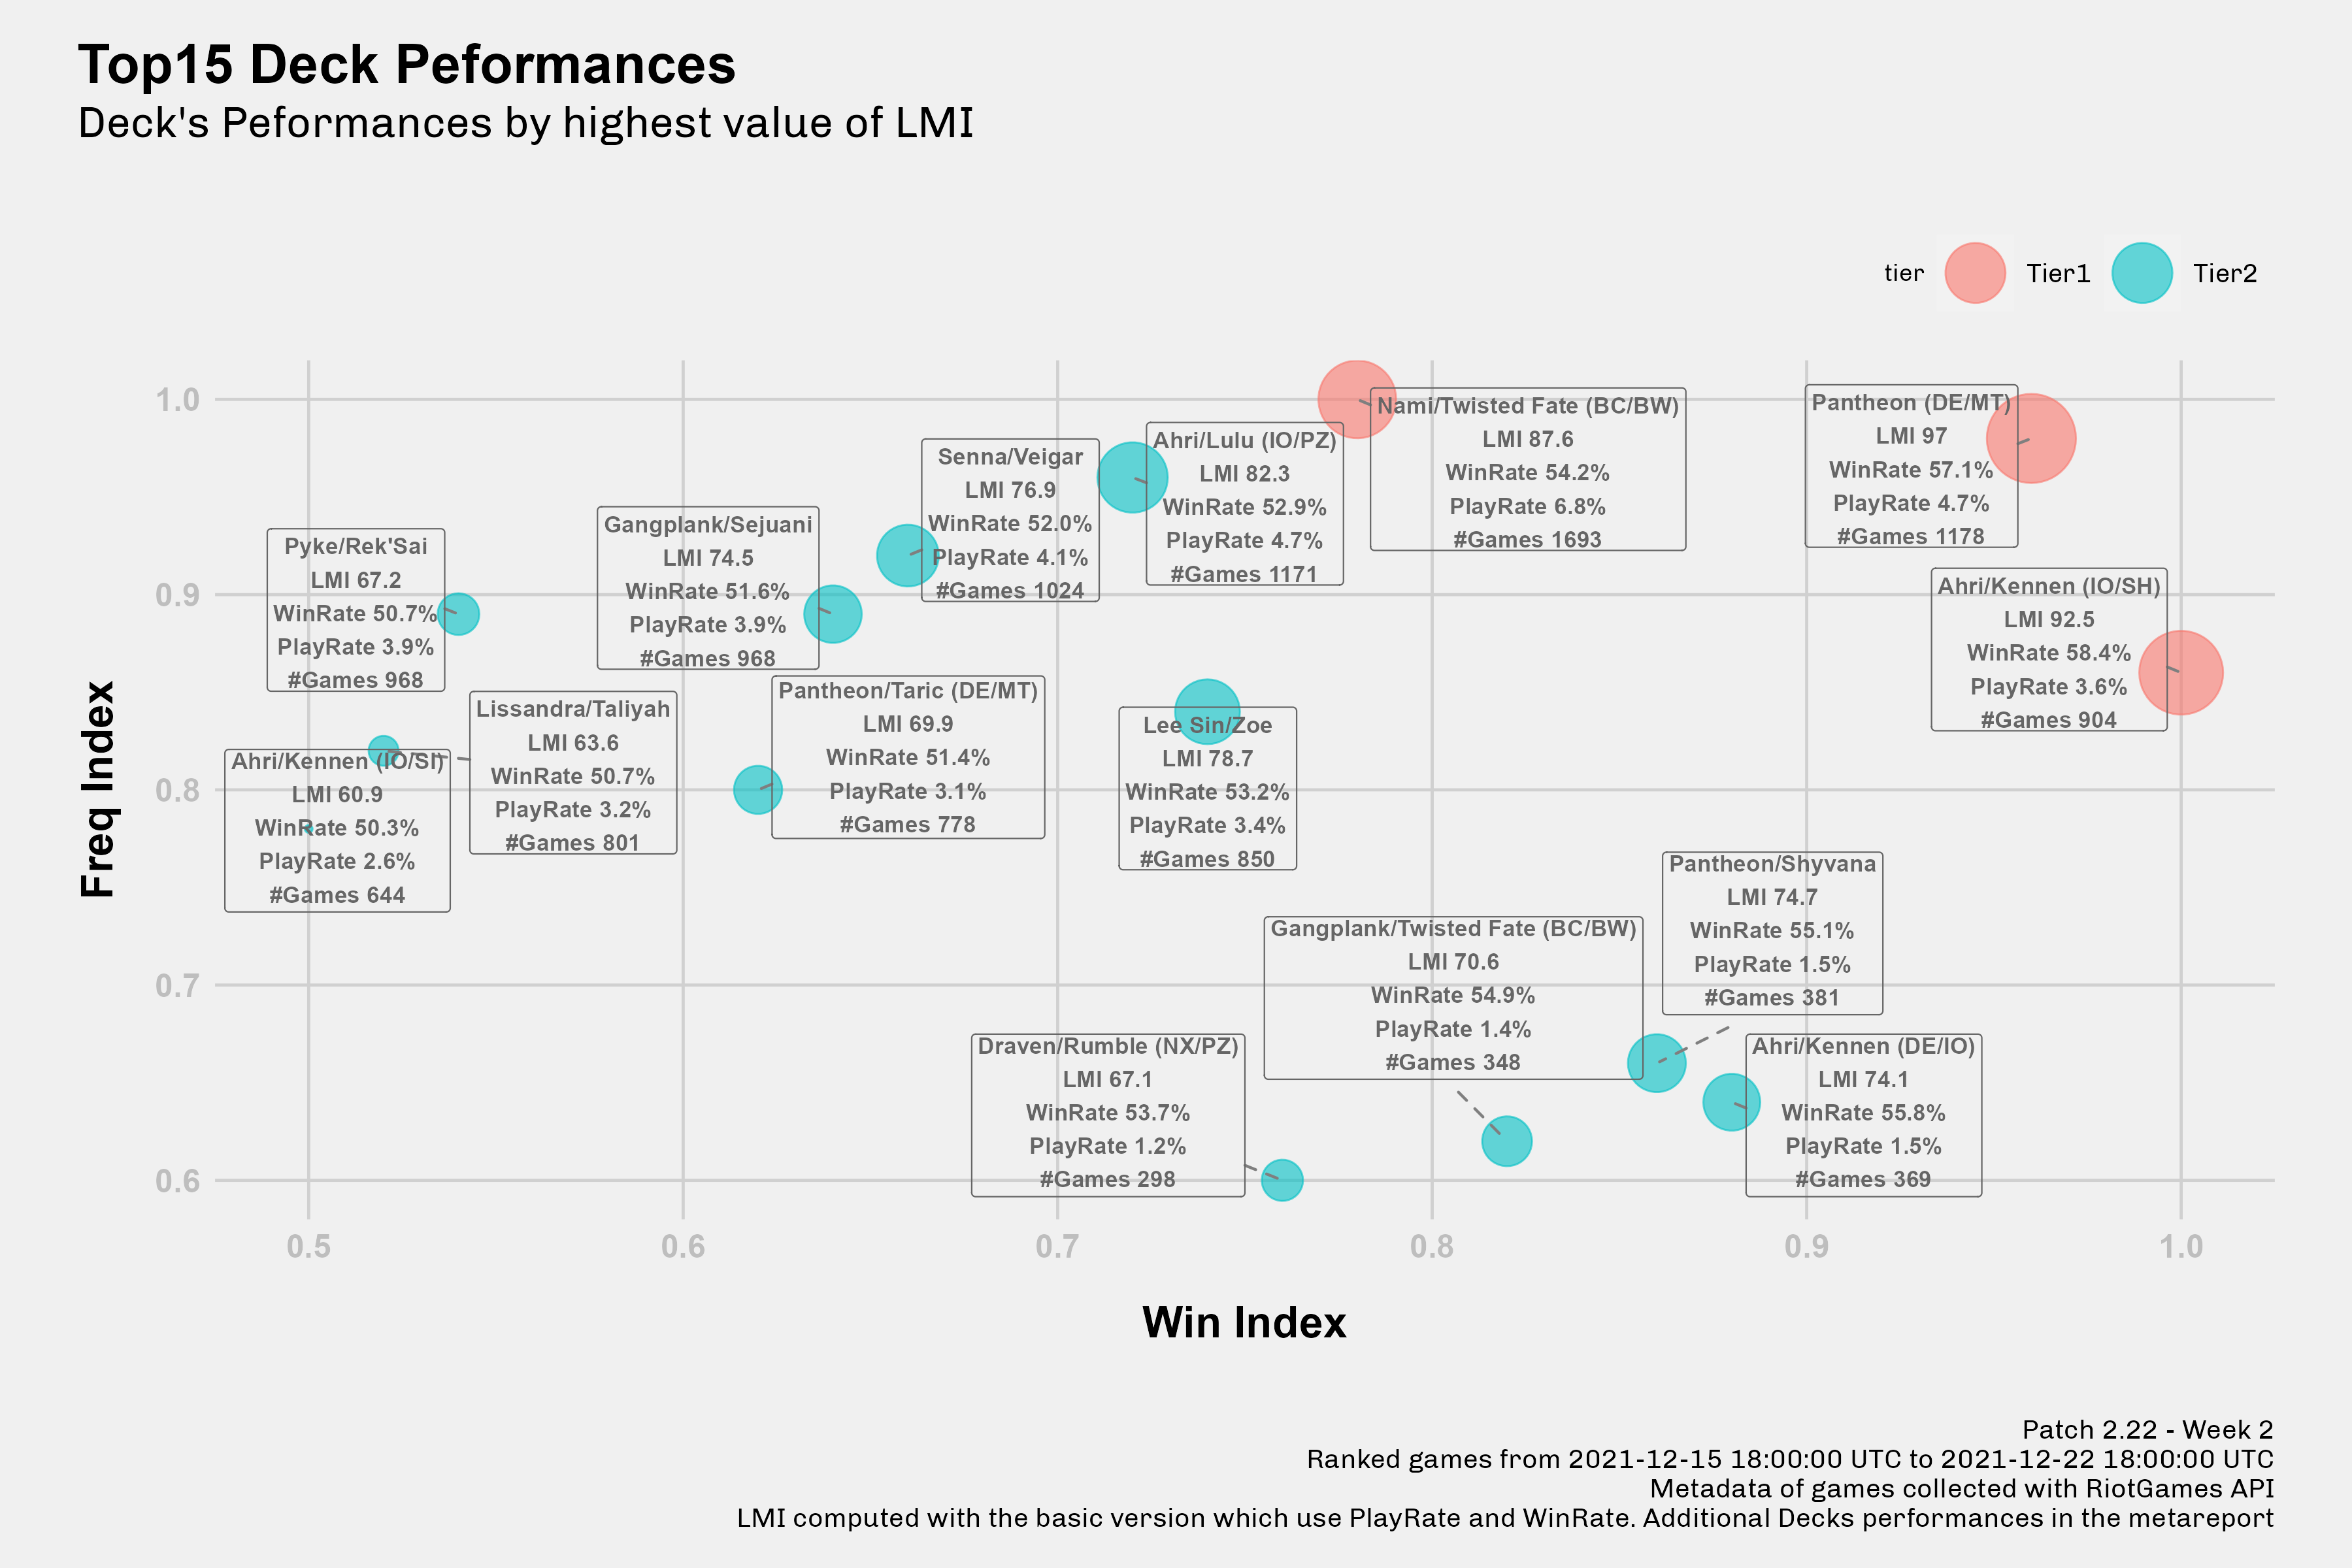 Top15 Deck Peformances
Deck's Peformances by highest value of LMI
tier
Tier1
Tier2
1.0
0.9
0.8
0.7
0.6
Freq Index
Nami/Twisted Fate (BC/BW)
LMI 87.6
WinRate 54.2%
PlayRate 6.8%
#Games 1693
Pantheon (DE/MT)
LMI 97
WinRate 57.1%
PlayRate 4.7%
#Games 1178
Ahri/Lulu (IO/PZ)
LMI 82.3
WinRate 52.9%
PlayRate 4.7%
#Games 1171
Senna/Veigar
LMI 76.9
WinRate 52.0%
PlayRate 4.1%
#Games 1024
Gangplank/Sejuani
LMI 74.5
WinRate 51.6%
PlayRate 3.9%
#Games 968
Pyke/Rek'Sai
LMI 67.2
WinRate 50.7%
PlayRate 3.9%
#Games 968
Ahri/Kennen (IO/SH)
LMI 92.5
WinRate 58.4%
PlayRate 3.6%
#Games 904
Pantheon/Taric (DE/MT)
LMI 69.9
WinRate 51.4%
PlayRate 3.1%
#Games 778
Lissandra/Taliyah
LMI 63.6
WinRate 50.7%
PlayRate 3.2%
#Games 801
Lee Sin/Zoe
LMI 78.7
WinRate 53.2%
PlayRate 3.4%
#Games 850
Ahri/Kennen (IO/SI)
LMI 60.9
WinRate 50.3%
PlayRate 2.6%
#Games 644
Pantheon/Shyvana
LMI 74.7
WinRate 55.1%
PlayRate 1.5%
#Games 381
Gangplank/Twisted Fate (BC/BW)
LMI 70.6
WinRate 54.9%
PlayRate 1.4%
#Games 348
Draven/Rumble (NX/PZ)
LMI 67.1
WinRate 53.7%
PlayRate 1.2%
#Games 298
Ahri/Kennen (DE/IO)
LMI 74.1
WinRate 55.8%
PlayRate 1.5%
#Games 369
0.5
0.6
0.7
0.8
0.9
1.0
Win Index
Patch 2.22 - Week 2
Ranked games from 2021-12-15 18:00:00 UTC to 2021-12-22 18:00:00 UTC
Metadata of games collected with RiotGames API
LMI computed with the basic version which use PlayRate and WinRate. Additional Decks performances in the metareport